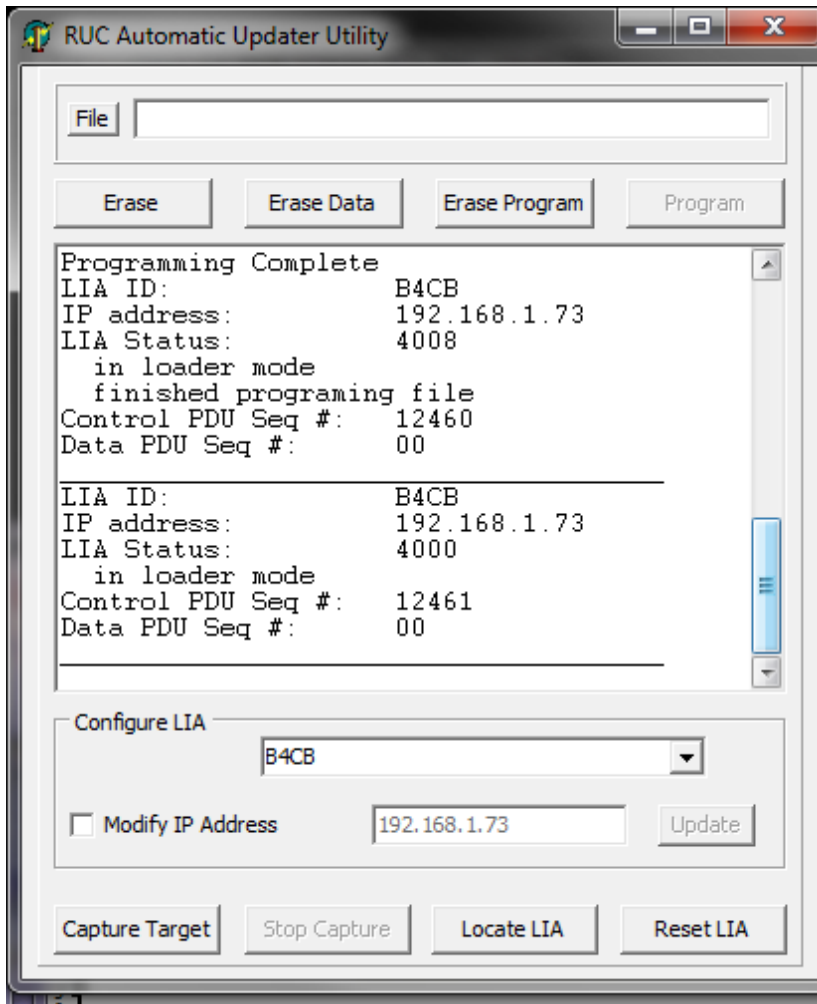 RUC Automatic Updater Utility
File
Erase Erase Data Erase Program Program
Programming Complete
LIA ID: B4CB
IP address: 192.168.1.73
LIA Status: 4008
in loader mode
finished programing file
Control PDU Seq #: 12460
Data PDU Seq #: 00
LIA ID: B4CB
IP address: 192.168.1.73
LIA Status: 4000
in loader mode
Control PDU Seq #: 12461
Data PDU Seq #: 00
Configure LIA
B4CB
Modify IP Address 192.168.1.73 Update
Capture Target Stop Capture Locate LIA Reset LIA